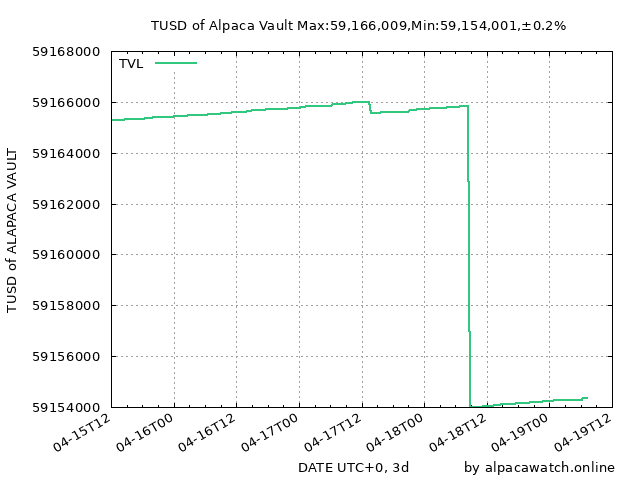 TUSD of Alpaca Vault Max:59,166,009,Min:59,154,001,±0.2%
TVL
59168000
59166000
59164000
59162000
59160000
59158000
59156000
59154000
TUSD of ALAPACA VAULT
04-15T12
04-16T00
04-16T12
04-17T00
04-17T12
04-18T00
04-18T12
04-19T00
04-19T12
DATE UTC+0, 3d
by alpacawatch.online